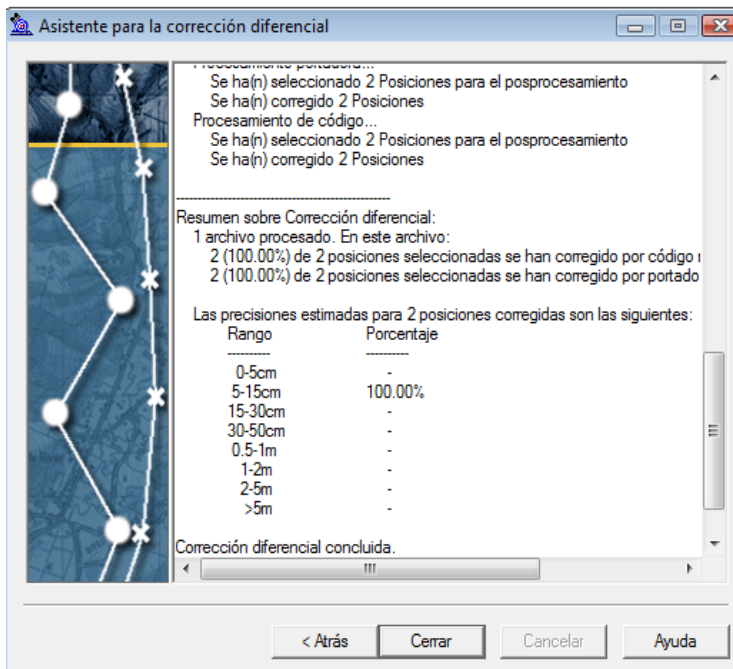 Asistente para la corrección diferencial
Procesamiento portadora...
Se ha(n) seleccionado 2 Posiciones para el posprocesamiento
Se ha(n) corregido 2 Posiciones
Procesamiento de código...
Se ha(n) seleccionado 2 Posiciones para el posprocesamiento
Se ha(n) corregido 2 Posiciones
--------------------------------------------------
Resumen sobre Corrección diferencial:
1 archivo procesado. En este archivo:
2 (100.00%) de 2 posiciones seleccionadas se han corregido por código
2 (100.00%) de 2 posiciones seleccionadas se han corregido por portado
Las precisiones estimadas para 2 posiciones corregidas son las siguientes:
Rango Porcentaje
---------- ----------
0-5cm -
5-15cm 100.00%
15-30cm -
30-50cm -
0.5-1m -
1-2m -
2-5m -
>5m -
Corrección diferencial concluida.
< Atrás Cerrar Cancelar Ayuda